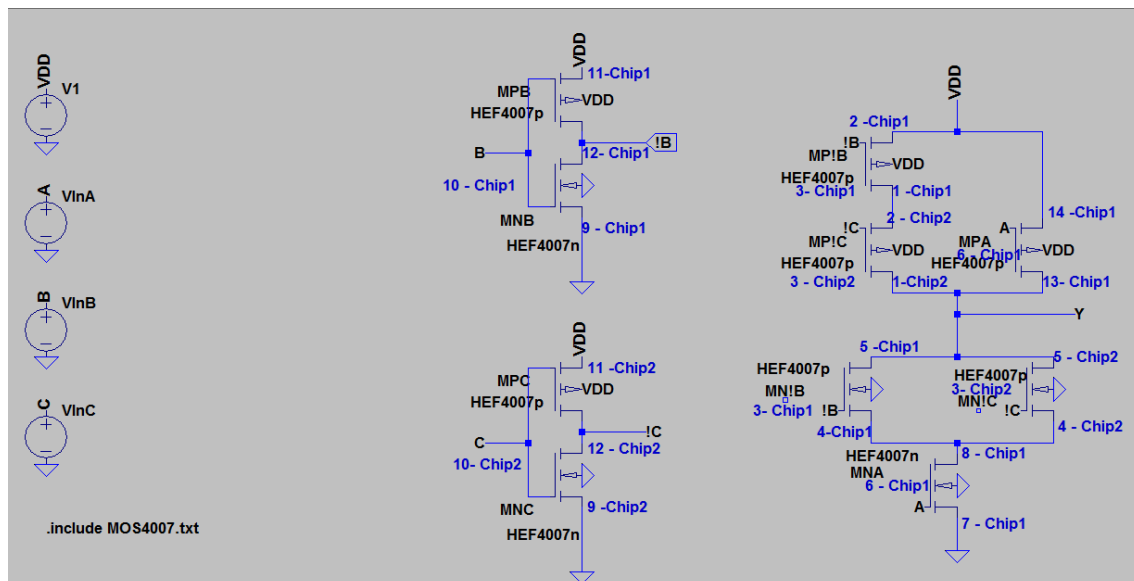 VDD
V1
A
VInA
B
VInB
C
VInC
.include MOS4007.txt
VDD
11-Chip1
MPB
VDD
HEF4007p
!B
B
12- Chip1
10 - Chip1
MNB
9 - Chip1
HEF4007n
VDD
11 -Chip2
MPC
VDD
HEF4007p
!C
C
12 - Chip2
10- Chip2
MNC
9 -Chip2
HEF4007n
VDD
2 -Chip1
!B
MP!B
VDD
HEF4007p
3- Chip1
1 -Chip1
2 - Chip2
!C
MP!C
VDD
HEF4007p
3 - Chip2
1-Chip2
14 -Chip1
A
MPA
VDD
6 - Chip1
HEF4007p
13- Chip1
Y
5 -Chip1
HEF4007p
MN!B
3- Chip1
!B
4-Chip1
5 - Chip2
HEF4007p
3- Chip2
MN!C
!C
4 - Chip2
HEF4007n
8 - Chip1
MNA
6 - Chip1
A
7 - Chip1